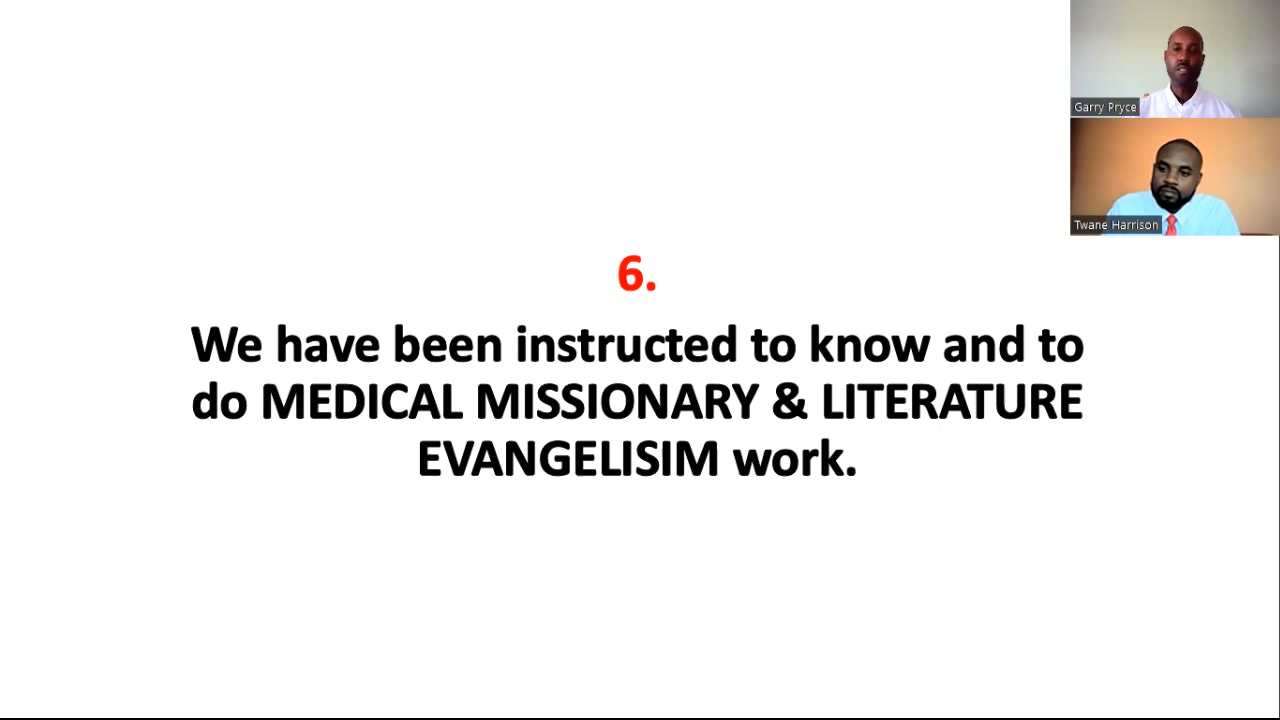 Garry Pryce
Twane Harrison
6.
We have been instructed to know and to
do MEDICAL MISSIONARY & LITERATURE
EVANGELISIM work.